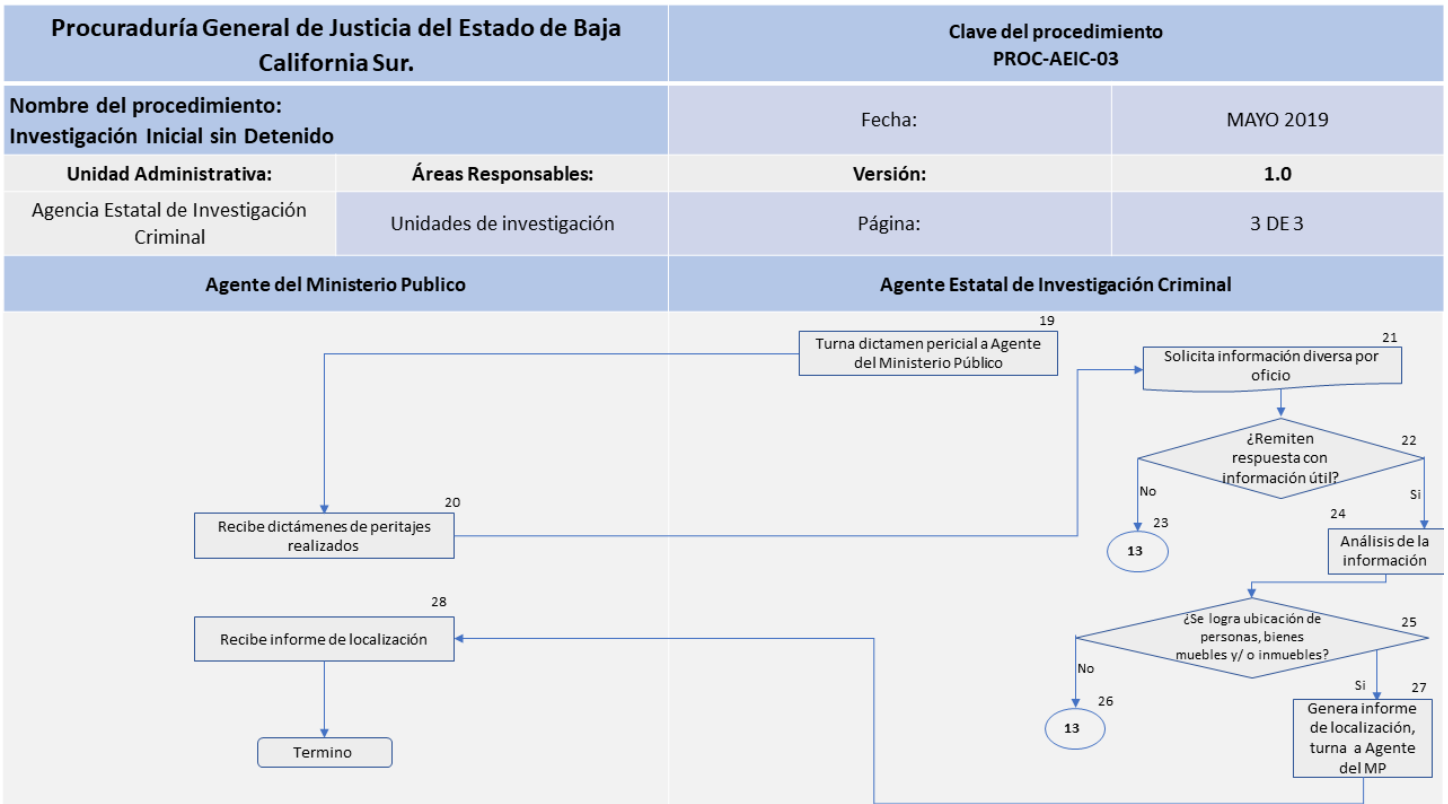 Procuraduría General de Justicia del Estado de Baja
California Sur.
Clave del procedimiento
PROC-AEIC-03
Nombre del procedimiento:
Investigación Inicial sin Detenido
Fecha:
MAYO 2019
Unidad Administrativa:
Áreas Responsables:
Versión:
1.0
Agencia Estatal de Investigación
Criminal
Unidades de investigación
Página:
3 DE 3
Agente del Ministerio Publico
Agente Estatal de Investigación Criminal
19
Turna dictamen pericial a Agente
del Ministerio Público
20
Recibe dictámenes de peritajes
realizados
21
Solicita información diversa por
oficio
22
¿Remiten
respuesta con
información útil?
No
Si
23
13
24
Análisis de la
información
25
¿Se logra ubicación de
personas, bienes
muebles y/ o inmuebles?
No
Si
26
13
27
Genera informe
de localización,
turna a Agente
del MP
28
Recibe informe de localización
Termino